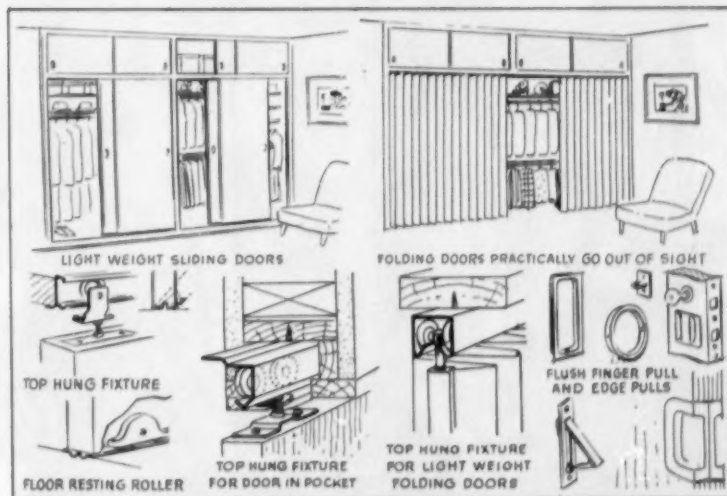 LIGHT WEIGHT SLIDING DOORS
FOLDING DOORS PRACTICALLY GO OUT OF SIGHT
TOP HUNG FIXTURE
FLOOR RESTING ROLLER
TOP HUNG FIXTURE
FOR DOOR IN POCKET
TOP HUNG FIXTURE
FOR LIGHT WEIGHT
FOLDING DOORS
FLUSH FINGER PULL
AND EDGE PULLS